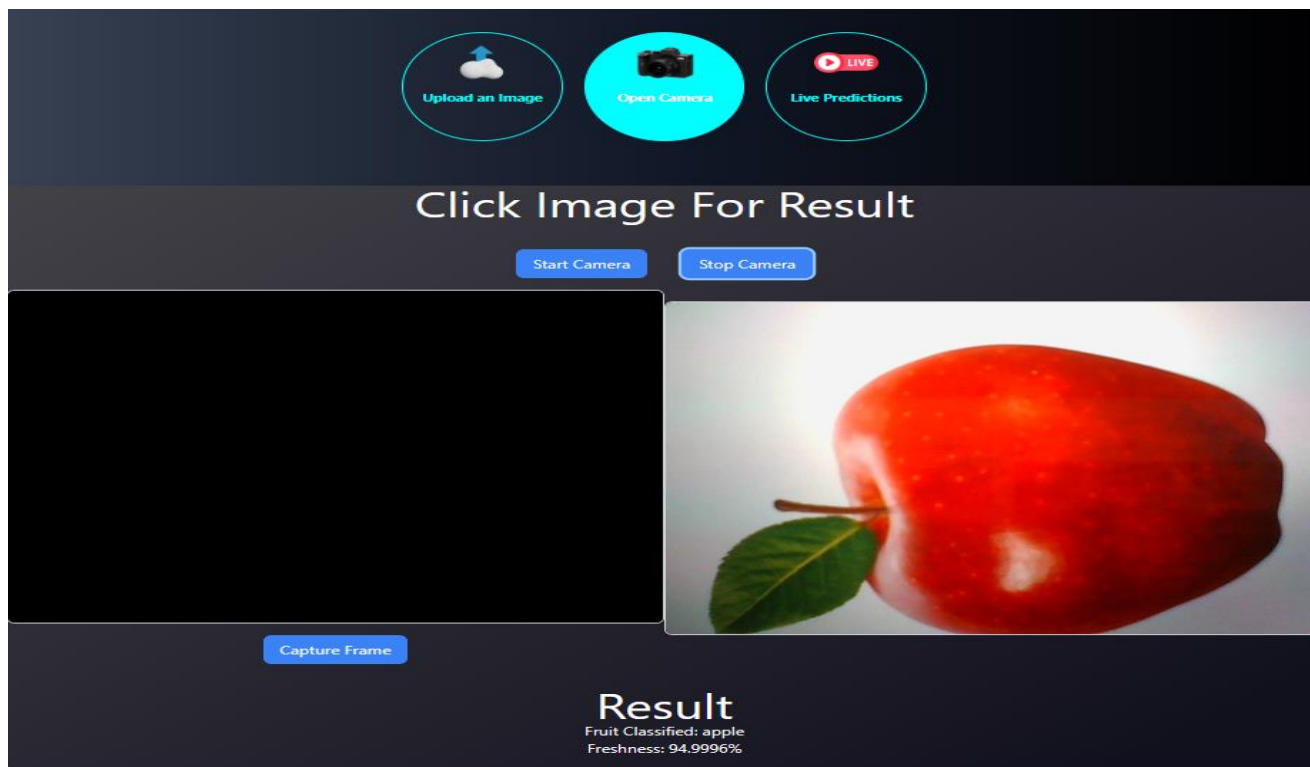 LIVE
Upload an Image
Open Camera
Live Predictions
Click Image For Result
Start Camera
Stop Camera
Capture Frame
Result
Fruit Classified: apple
Freshness: 94.9996%